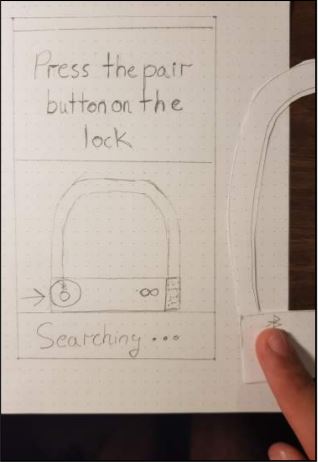 Press the pair
button on the
lock
Searching...